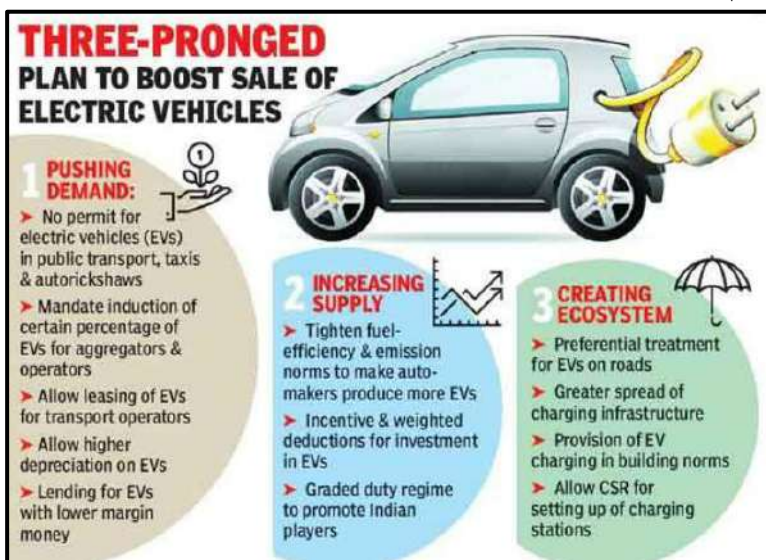 THREE-PRONGED
PLAN TO BOOST SALE OF
ELECTRIC VEHICLES
1 PUSHING
DEMAND:
1
➤ No permit for
electric vehicles (EVs)
in public transport, taxis
& autorickshaws
➤ Mandate induction of
certain percentage of
EVs for aggregators &
operators
➤ Allow leasing of EVs
for transport operators
➤ Allow higher
depreciation on EVs
➤ Lending for EVs
with lower margin
money
2 INCREASING
SUPPLY
➤ Tighten fuel-
efficiency & emission
norms to make auto-
makers produce more EVs
➤ Incentive & weighted
deductions for investment
in EVs
➤ Graded duty regime
to promote Indian
players
3 CREATING
ECOSYSTEM
➤ Preferential treatment
for EVs on roads
➤ Greater spread of
charging infrastructure
➤ Provision of EV
charging in building norms
➤ Allow CSR for
setting up of charging
stations